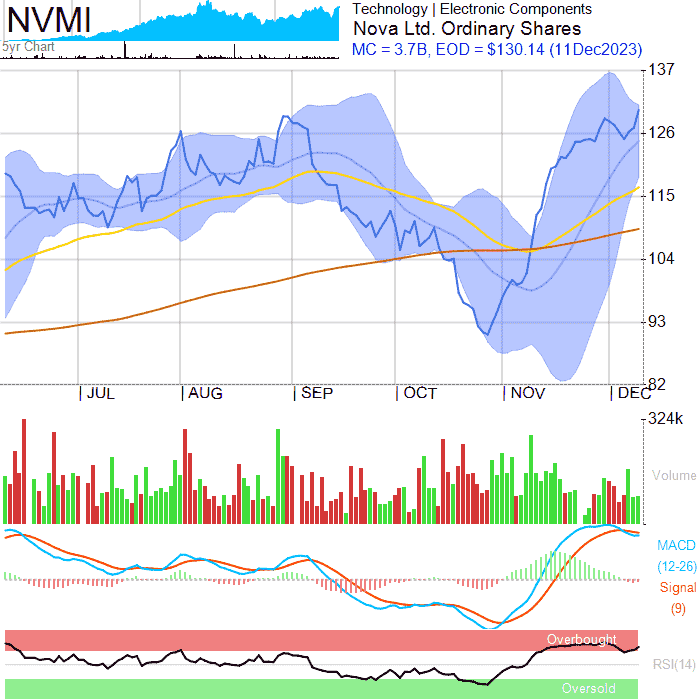 NVMI
5yr Chart
Technology | Electronic Components
Nova Ltd. Ordinary Shares
MC = 3.7B, EOD = $130.14 (11Dec2023)
137
126
115
104
93
82
| JUL | AUG | SEP | OCT | NOV | DEC
324k
Volume
MACD
(12-26)
Signal
(9)
Overbought
RSI(14)
Oversold